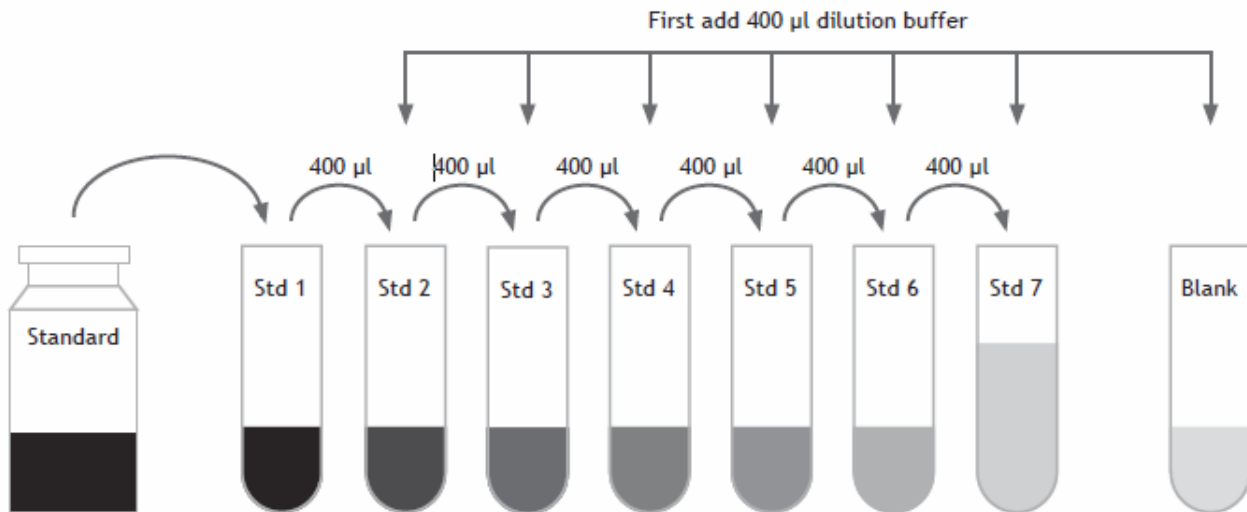 First add 400 µl dilution buffer
400 µl 400 µl 400 µl 400 µl 400 µl 400 µl
Std 1 Std 2 Std 3 Std 4 Std 5 Std 6 Std 7 Blank
Standard